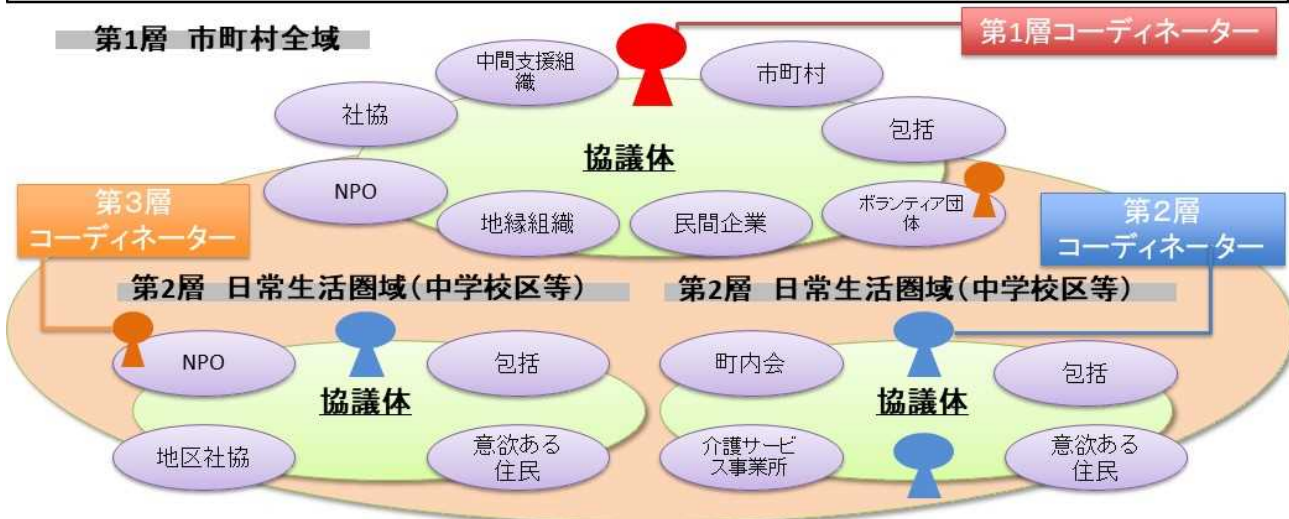 第1層 市町村全域
第1層コーディネーター
中間支援組
織
市町村
社協
包括
協議体
NPO
ボランティア団
体
地縁組織
民間企業
第3層
コーディネーター
第2層
コーディネーター
第2層 日常生活圏域(中学校区等)
第2層 日常生活圏域(中学校区等)
NPO
包括
協議体
地区社協
意欲ある
住民
町内会
包括
協議体
介護サービ
ス事業所
意欲ある
住民